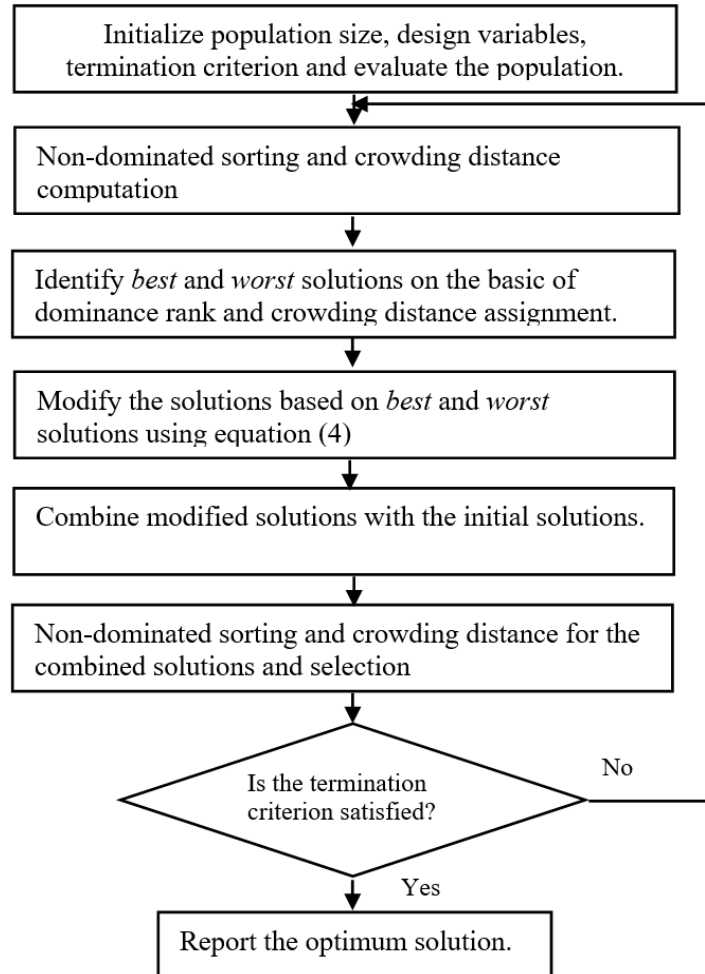 Initialize population size, design variables,
termination criterion and evaluate the population.
Non-dominated sorting and crowding distance
computation
Identify best and worst solutions on the basic of
dominance rank and crowding distance assignment.
Modify the solutions based on best and worst
solutions using equation (4)
Combine modified solutions with the initial solutions.
Non-dominated sorting and crowding distance for the
combined solutions and selection
Is the termination
criterion satisfied?
No
Yes
Report the optimum solution.